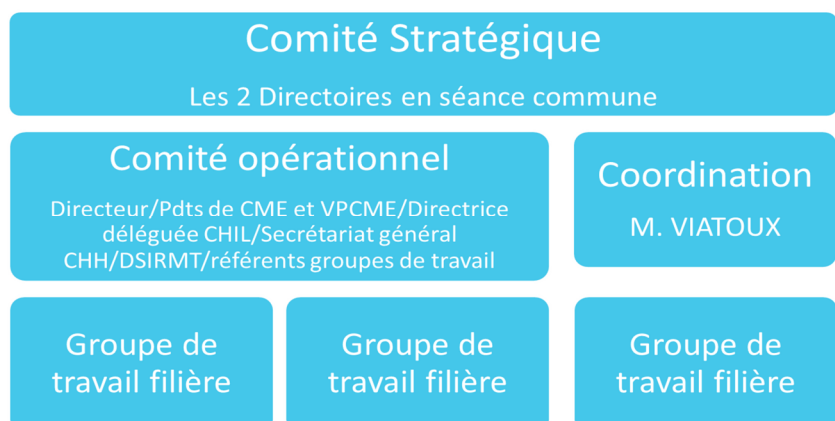 Comité Stratégique
Les 2 Directoires en séance commune
Comité opérationnel
Directeur/Pdts de CME et VPCME/Directrice
déléguée CHIL/Secrétariat général
CHH/DSIRMT/référents groupes de travail
Coordination
M. VIATOUX
Groupe de
travail filière
Groupe de
travail filière
Groupe de
travail filière